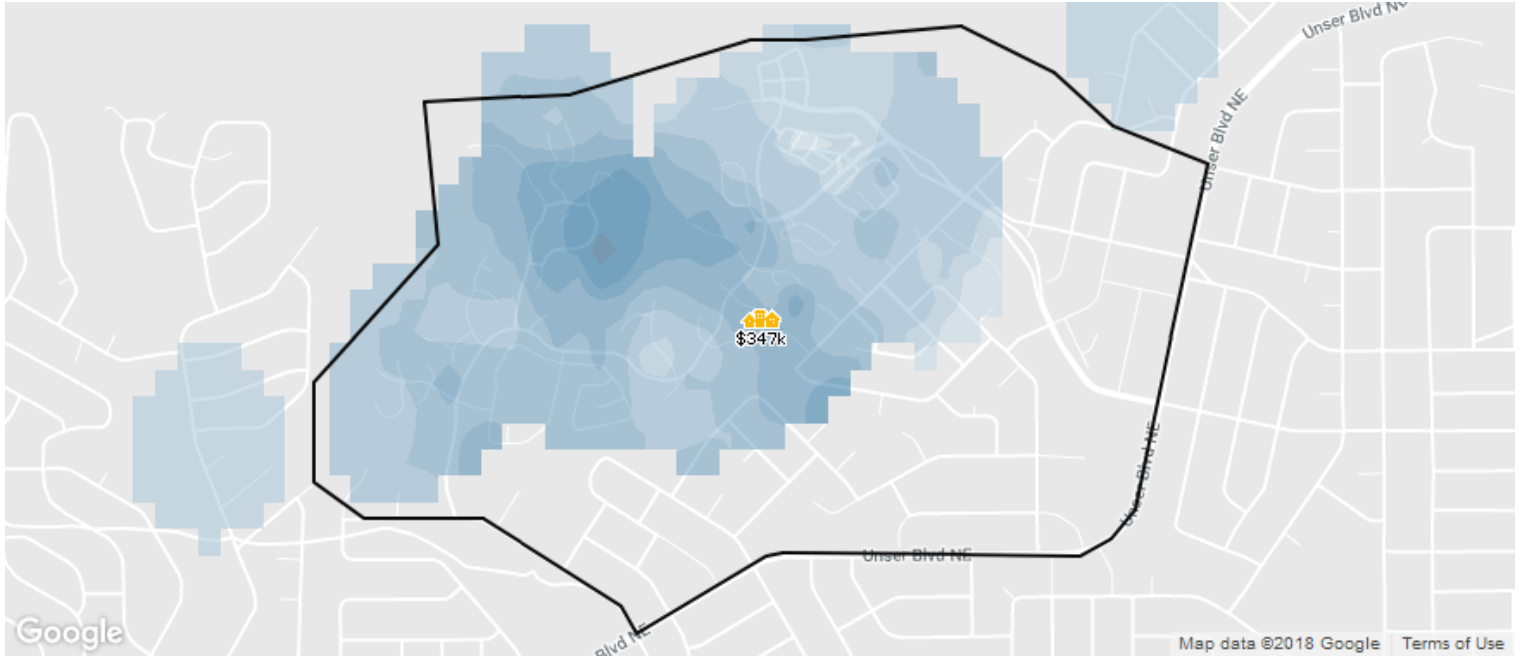 Unser Blvd NE
Unser Blvd NE
$347k
Unser Blvd NE
Unser Blvd NE
Blvd NE
Google
Map data ©2018 Google
Terms of Use